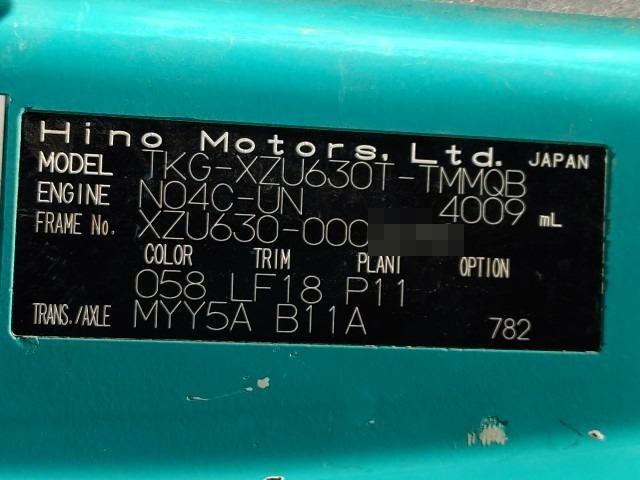 Hino Motors, Ltd. JAPAN
MODEL TKG-XZU630T-TMMQB
ENGINE N04C-UN 4009 mL
FRAME No. XZU630-000
COLOR TRIM PLANT OPTION
058 LF18 P11
TRANS./AXLE MYY5A B11A 782